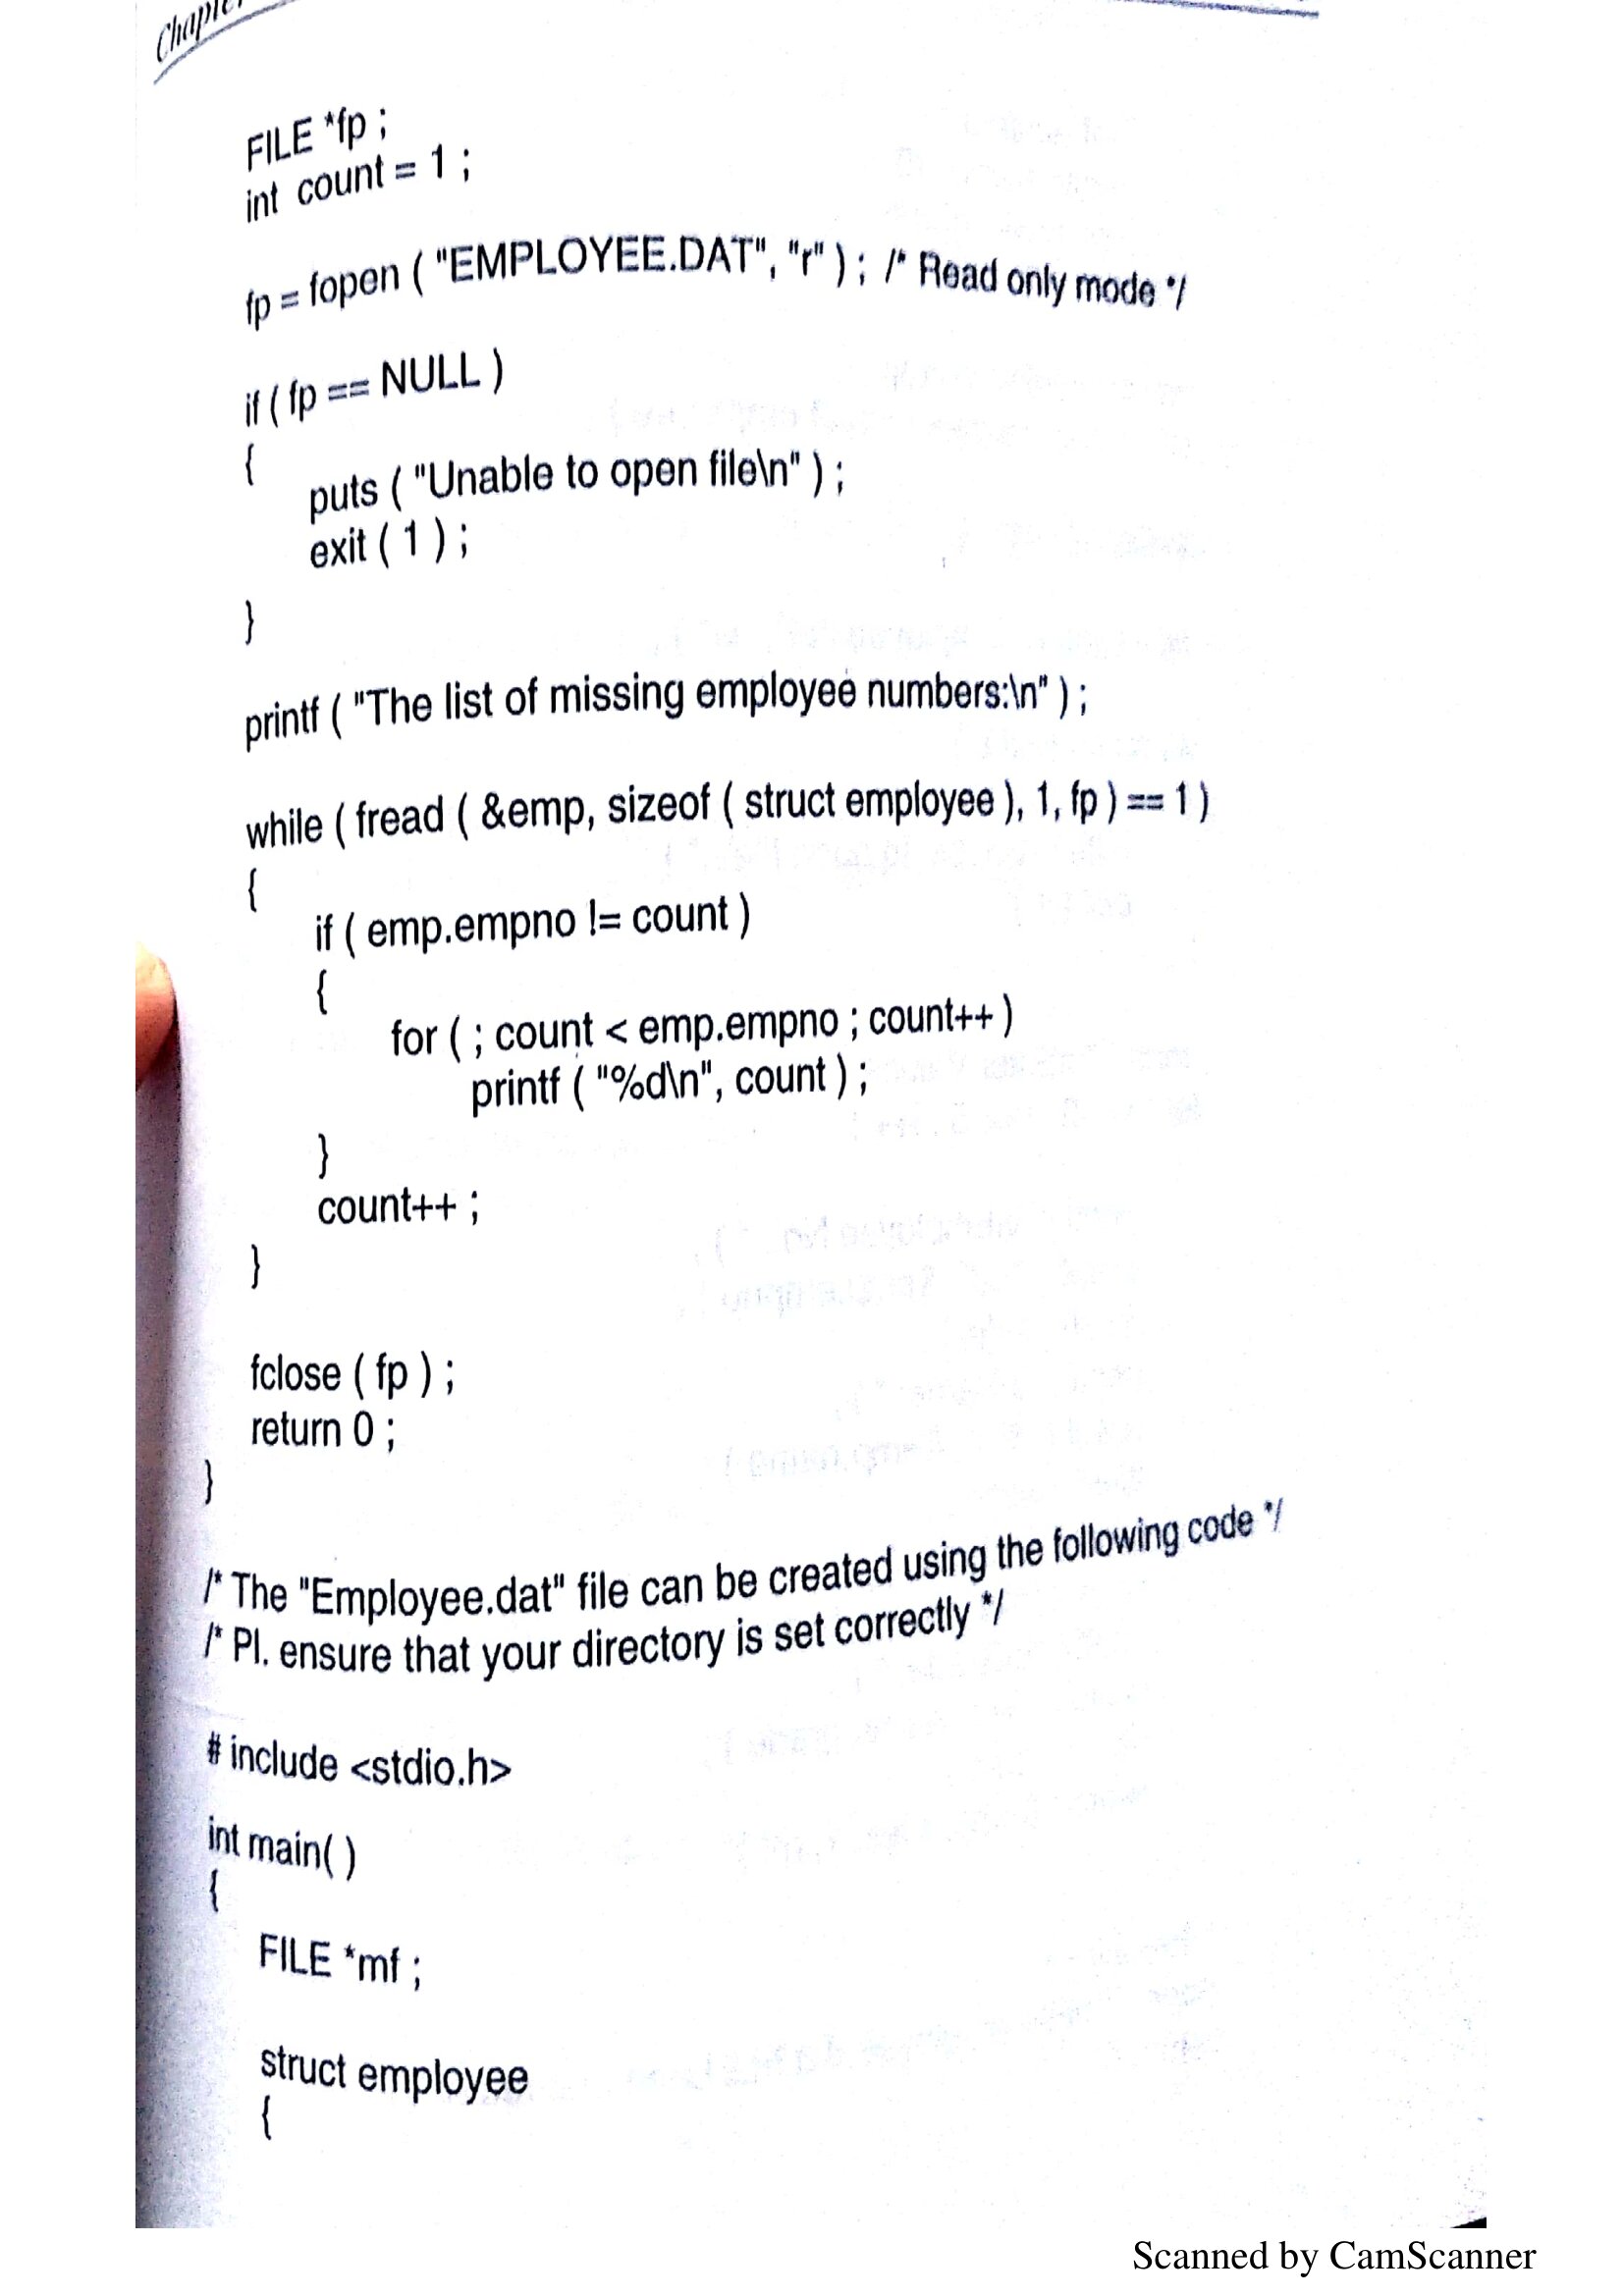 FILE *fp ;
int count = 1 ;
fp = fopen ( "EMPLOYEE.DAT", "r" ) ; /* Read only mode */
if ( fp == NULL )
{
puts ( "Unable to open file\n" ) ;
exit ( 1 ) ;
}
printf ( "The list of missing employee numbers:\n" ) ;
while ( fread ( &emp, sizeof ( struct employee ), 1, fp ) == 1 )
{
if ( emp.empno != count )
{
for ( ; count < emp.empno ; count++ )
printf ( "%d\n", count ) ;
}
count++ ;
}
fclose ( fp ) ;
return 0 ;
}
/* The "Employee.dat" file can be created using the following code */
/* Pl. ensure that your directory is set correctly */
# include <stdio.h>
int main( )
{
FILE *mf ;
struct employee
{
Scanned by CamScanner